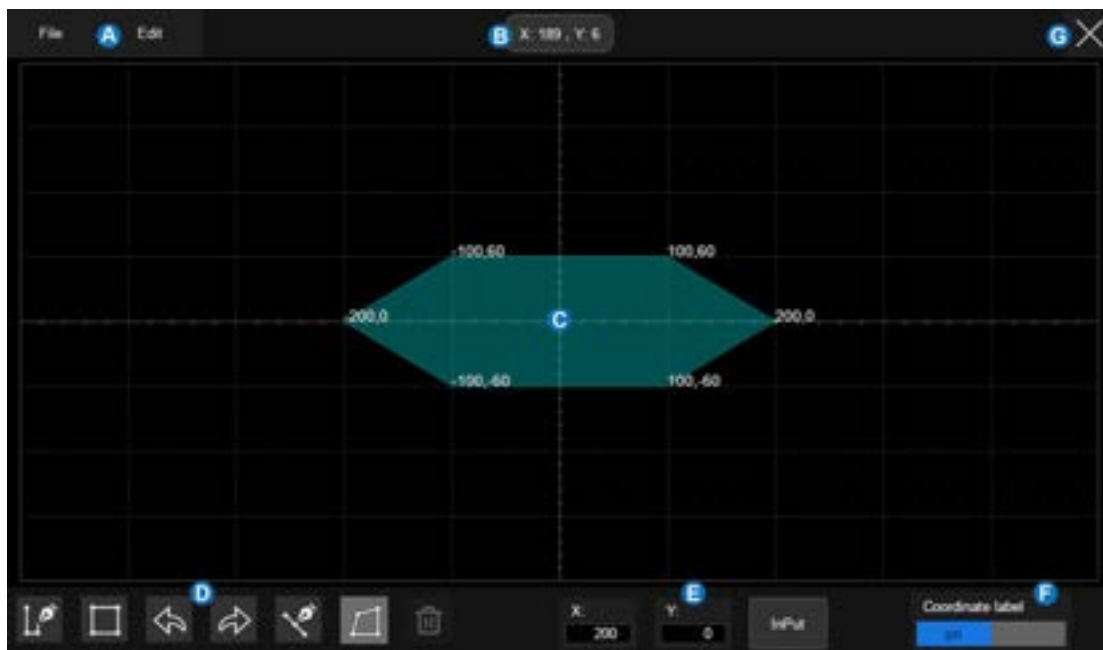 File A Edit B X: 189 , Y: 6 G
-100,60 100,60
-200,0 C 200,0
-100,-60 100,-60
D E F
X: Y: Coordinate label
200 0 InPut on